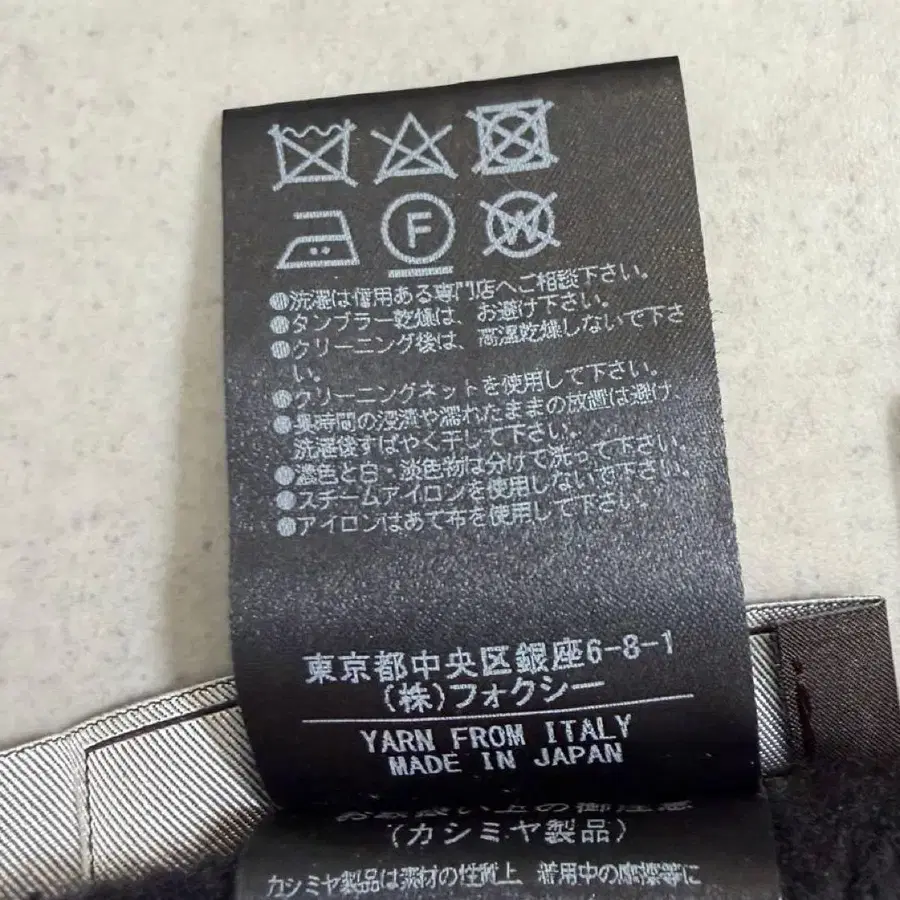 F W
●洗濯は信用ある専門店へご相談下さい。
●タンブラー乾燥は、お避け下さい。
●クリーニング後は、高温乾燥しないで下さ
い。
●クリーニングネットを使用して下さい。
●長時間の浸漬や濡れたままの放置は避け、
洗濯後すばやく干して下さい。
●濃色と白・淡色物は分けて洗って下さい。
●スチームアイロンを使用しないで下さい。
●アイロンはあて布を使用して下さい。
東京都中央区銀座6-8-1
(株)フォクシー
YARN FROM ITALY
MADE IN JAPAN
お取扱い上の御注意
(カシミヤ製品)
カシミヤ製品は素材の性質上、着用中の摩擦等に